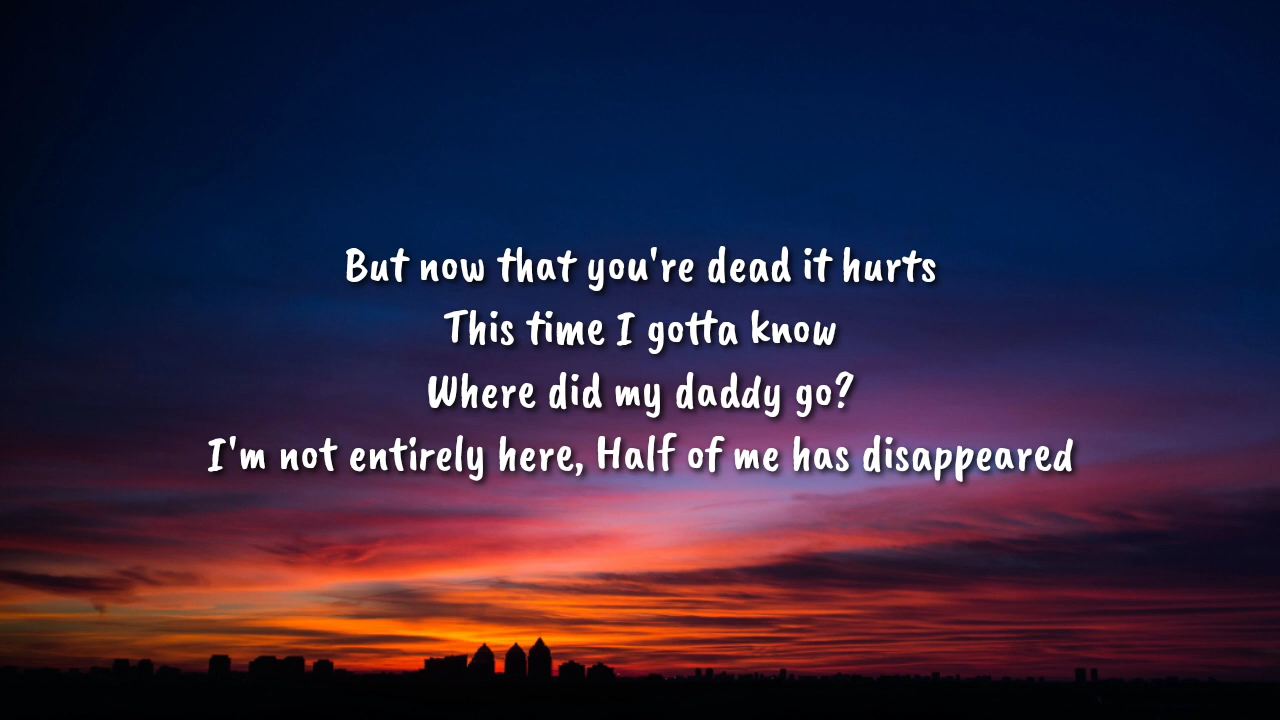 But now that you're dead it hurts
This time I gotta know
Where did my daddy go?
I'm not entirely here, Half of me has disappeared